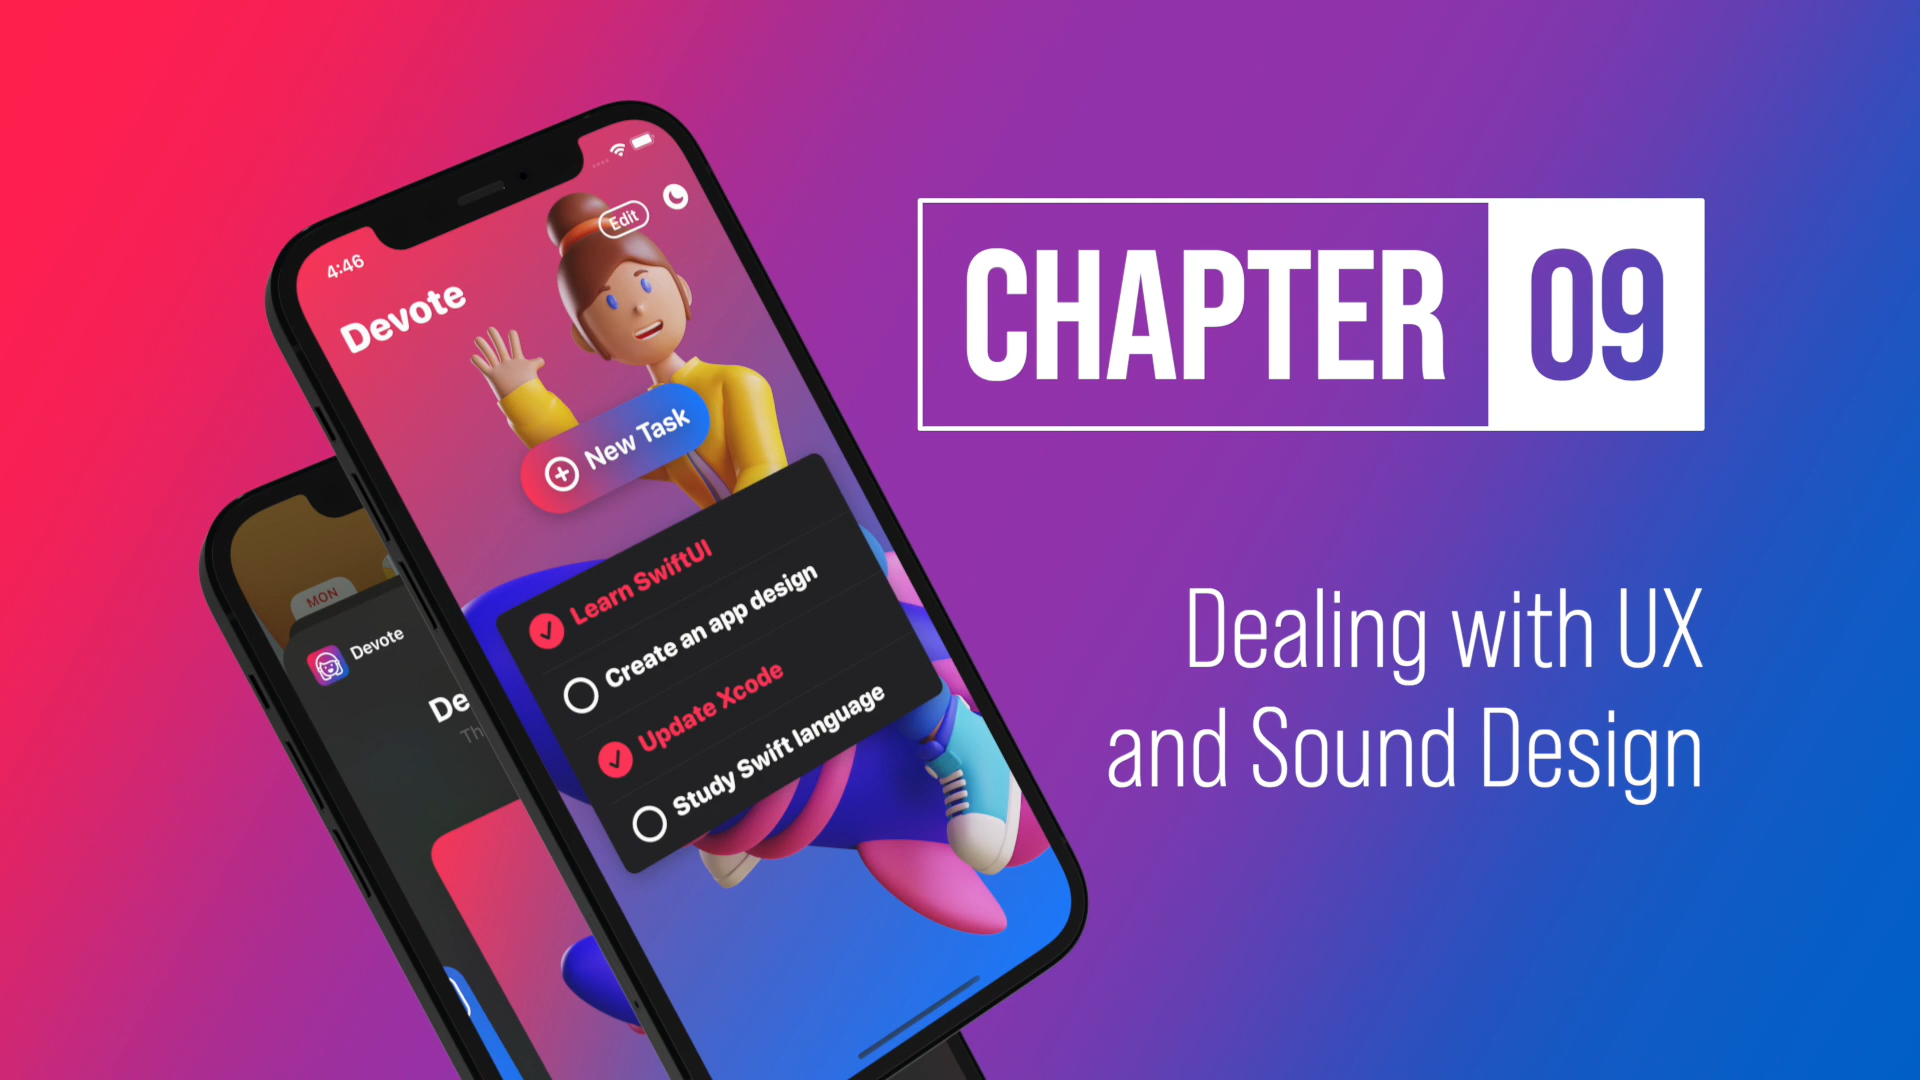 4:46
Edit
Devote
New Task
Learn SwiftUI
Create an app design
Update Xcode
Study Swift language
MON
Devote
De
Th
CHAPTER 09
Dealing with UX
and Sound Design